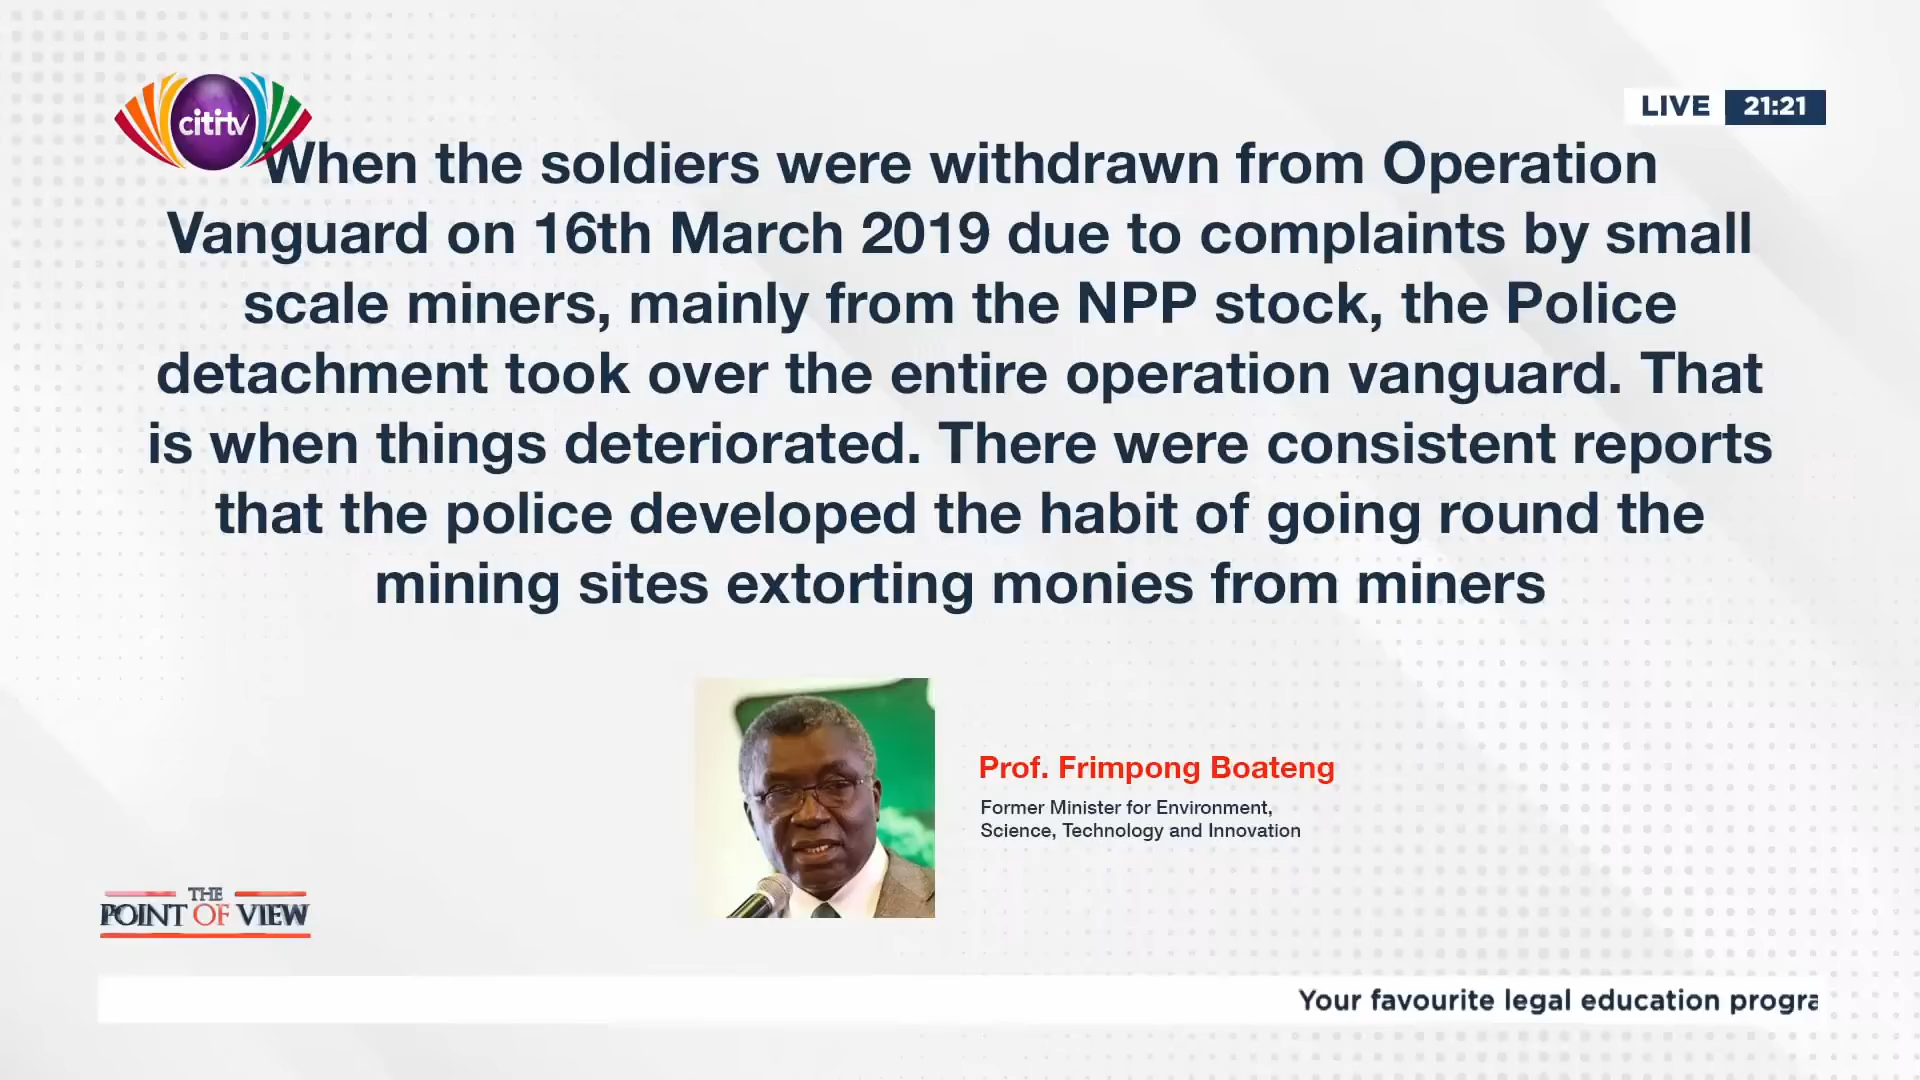 citi tv
LIVE 21:21
When the soldiers were withdrawn from Operation
Vanguard on 16th March 2019 due to complaints by small
scale miners, mainly from the NPP stock, the Police
detachment took over the entire operation vanguard. That
is when things deteriorated. There were consistent reports
that the police developed the habit of going round the
mining sites extorting monies from miners
Prof. Frimpong Boateng
Former Minister for Environment,
Science, Technology and Innovation
THE
POINT OF VIEW
Your favourite legal education progra